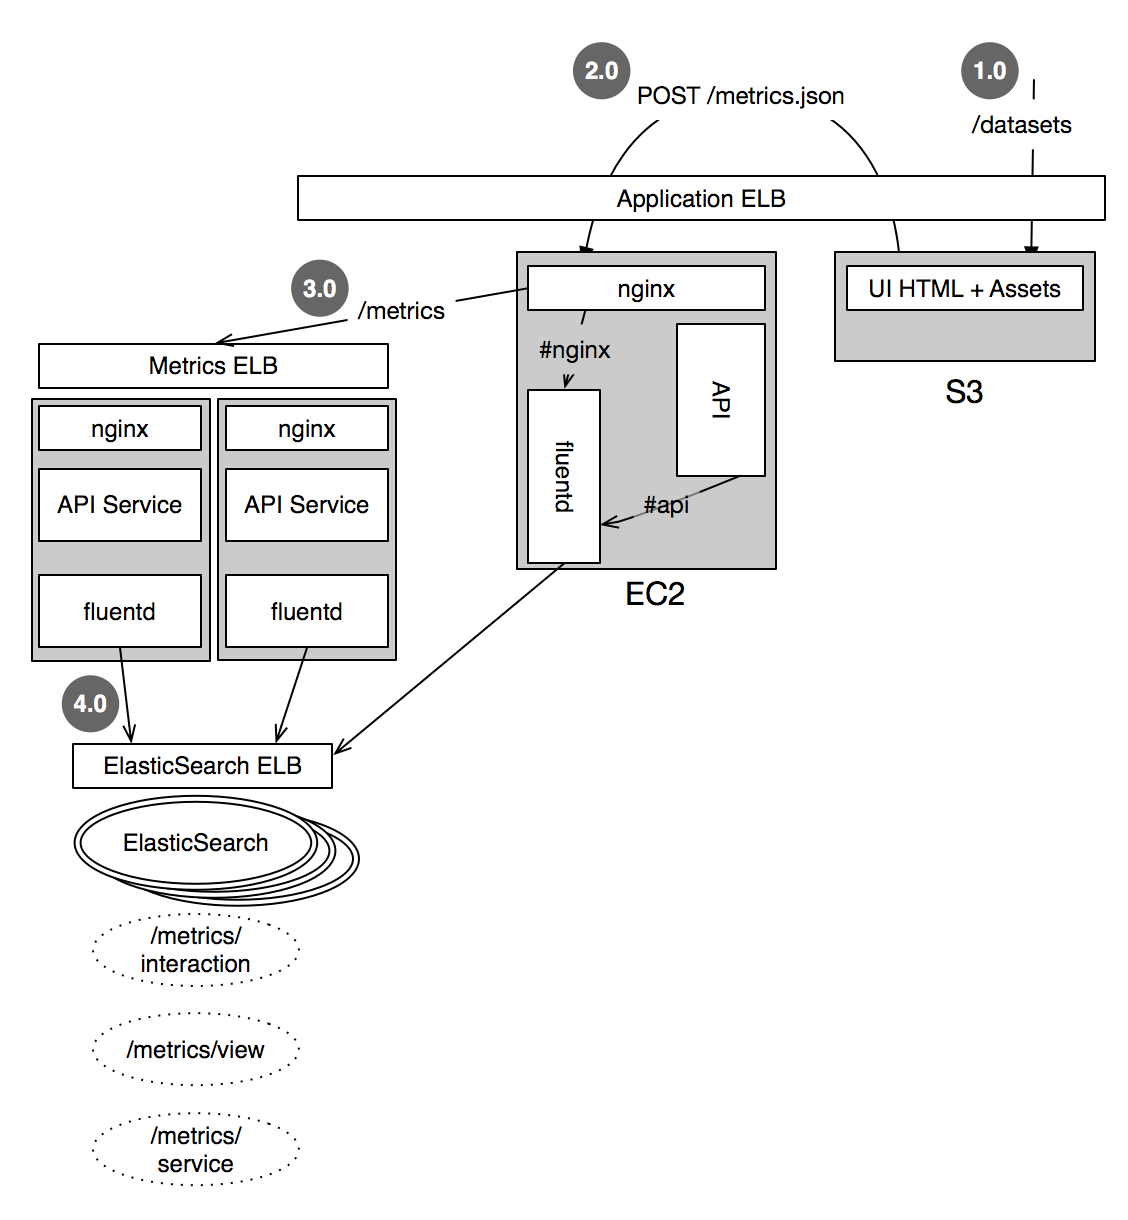 2.0
1.0
POST /metrics.json
/datasets
Application ELB
3.0
nginx
UI HTML + Assets
/metrics
#nginx
Metrics ELB
API
S3
nginx
nginx
fluentd
API Service
API Service
#api
EC2
fluentd
fluentd
4.0
ElasticSearch ELB
ElasticSearch
/metrics/
interaction
/metrics/view
/metrics/
service